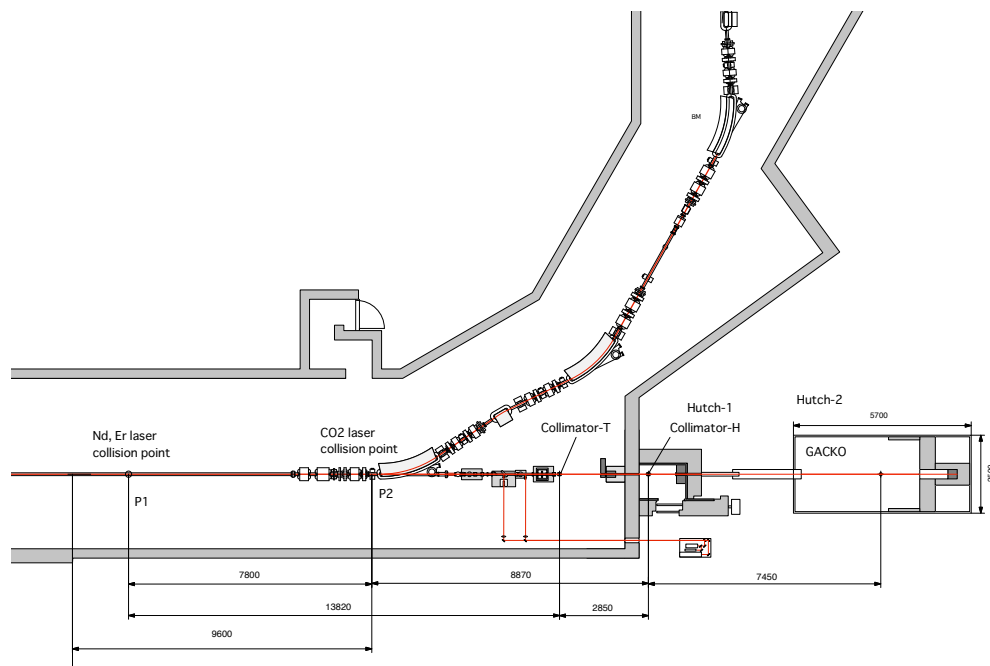 BM
Hutch-2
5700
Hutch-1
Collimator-T
Collimator-H
CO2 laser
collision point
Nd, Er laser
collision point
GACKO
P1
P2
7800
8870
7450
13820
2850
9600